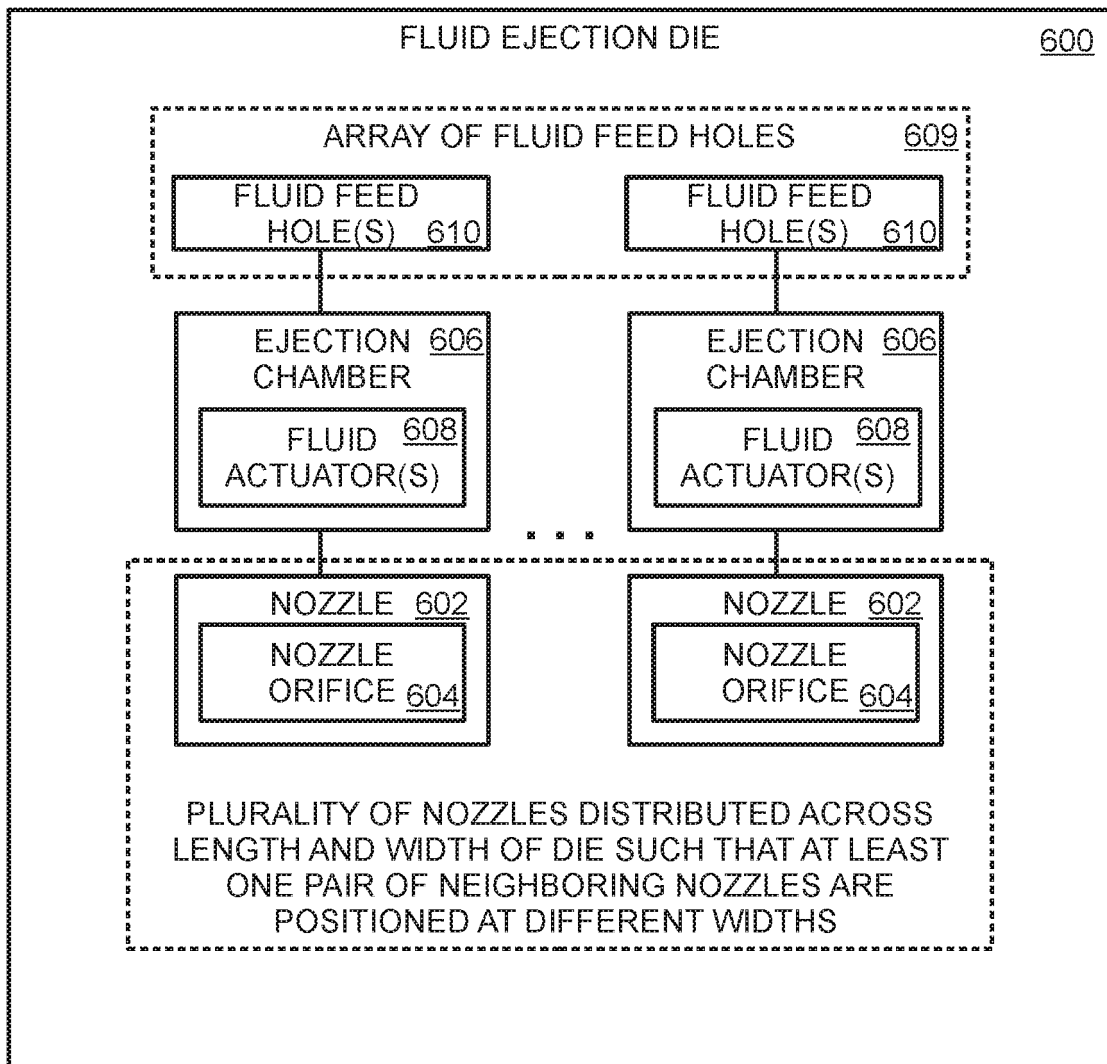 FLUID EJECTION DIE 600
ARRAY OF FLUID FEED HOLES 609
FLUID FEED
HOLE(S) 610
FLUID FEED
HOLE(S) 610
EJECTION 606
CHAMBER
FLUID 608
ACTUATOR(S)
EJECTION 606
CHAMBER
FLUID 608
ACTUATOR(S)
. . .
NOZZLE 602
NOZZLE
ORIFICE 604
NOZZLE 602
NOZZLE
ORIFICE 604
PLURALITY OF NOZZLES DISTRIBUTED ACROSS
LENGTH AND WIDTH OF DIE SUCH THAT AT LEAST
ONE PAIR OF NEIGHBORING NOZZLES ARE
POSITIONED AT DIFFERENT WIDTHS